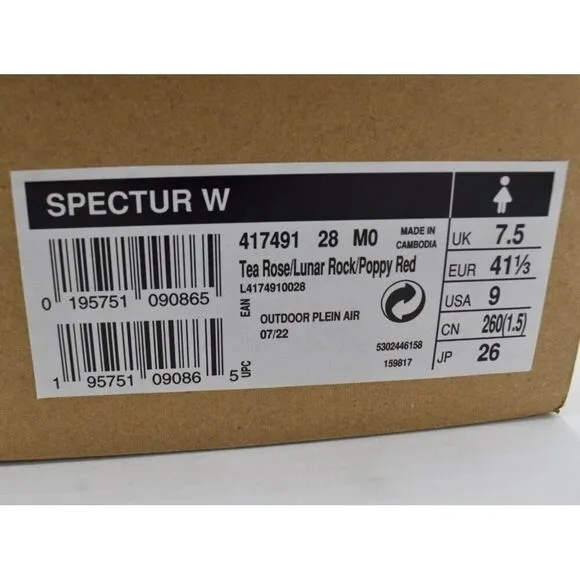 SPECTUR W
417491 28 M0
MADE IN
CAMBODIA
Tea Rose/Lunar Rock/Poppy Red
L4174910028
0 195751 090865
EAN
OUTDOOR PLEIN AIR
07/22
5302446158
159817
1 95751 09086 5
UPC
UK 7.5
EUR 41⅓
USA 9
CN 260(1.5)
JP 26